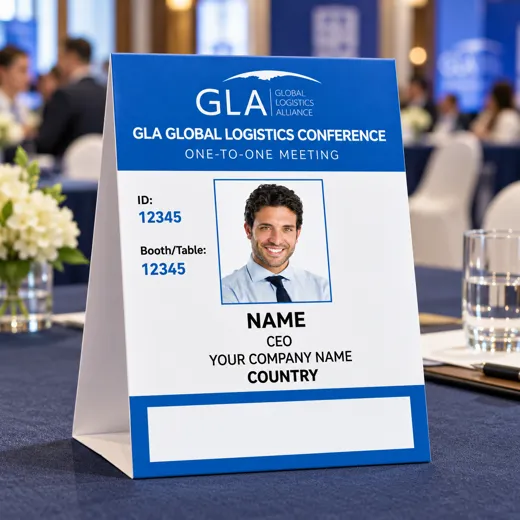 GLA
GLOBAL
LOGISTICS
ALLIANCE
GLA GLOBAL LOGISTICS CONFERENCE
ONE-TO-ONE MEETING
ID:
12345
Booth/Table:
12345
NAME
CEO
YOUR COMPANY NAME
COUNTRY